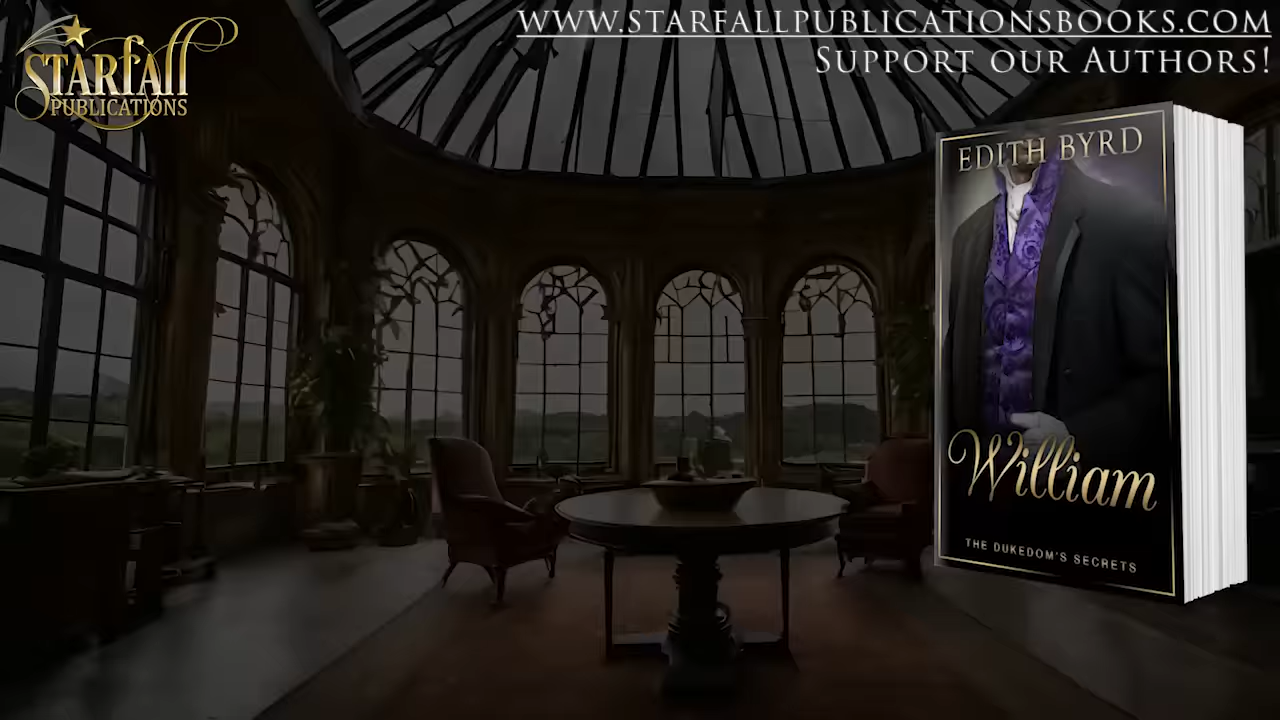 STARfall
PUBLICATIONS
WWW.STARFALLPUBLICATIONSBOOKS.COM
SUPPORT OUR AUTHORS!
EDITH BYRD
William
THE DUKEDOM'S SECRETS